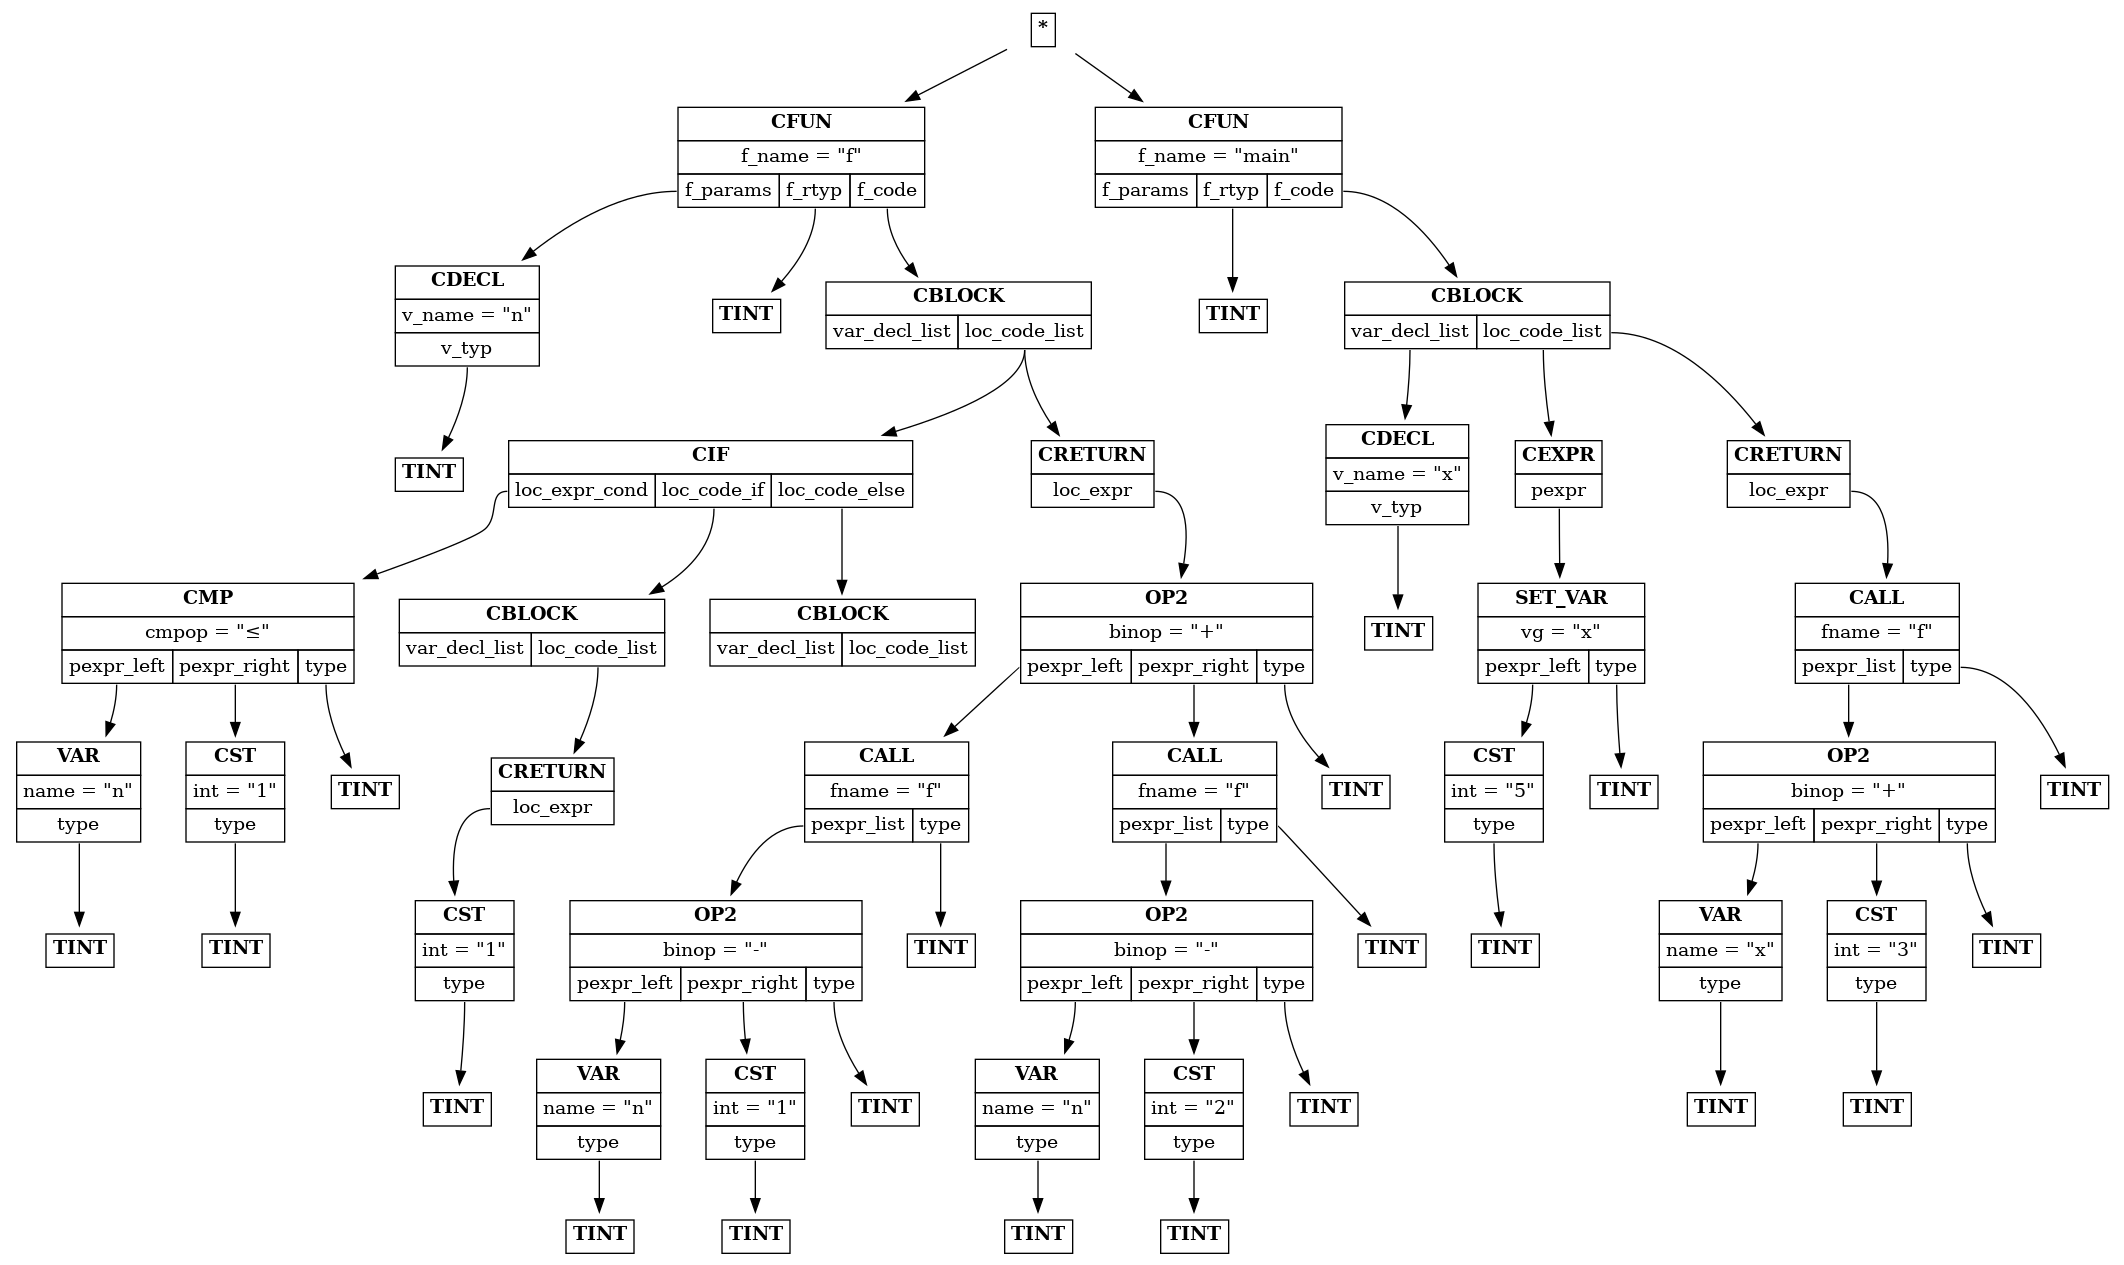 *
CFUN
f_name = "f"
f_params f_rtyp f_code
CFUN
f_name = "main"
f_params f_rtyp f_code
CDECL
v_name = "n"
v_typ
TINT
CBLOCK
var_decl_list loc_code_list
TINT
CBLOCK
var_decl_list loc_code_list
TINT
CIF
loc_expr_cond loc_code_if loc_code_else
CRETURN
loc_expr
CDECL
v_name = "x"
v_typ
CEXPR
pexpr
CRETURN
loc_expr
CMP
cmpop = "≤"
pexpr_left pexpr_right type
CBLOCK
var_decl_list loc_code_list
CBLOCK
var_decl_list loc_code_list
OP2
binop = "+"
pexpr_left pexpr_right type
TINT
SET_VAR
vg = "x"
pexpr_left type
CALL
fname = "f"
pexpr_list type
VAR
name = "n"
type
CST
int = "1"
type
TINT
CRETURN
loc_expr
CALL
fname = "f"
pexpr_list type
CALL
fname = "f"
pexpr_list type
TINT
CST
int = "5"
type
TINT
OP2
binop = "+"
pexpr_left pexpr_right type
TINT
TINT
TINT
CST
int = "1"
type
OP2
binop = "-"
pexpr_left pexpr_right type
TINT
OP2
binop = "-"
pexpr_left pexpr_right type
TINT
TINT
VAR
name = "x"
type
CST
int = "3"
type
TINT
TINT
VAR
name = "n"
type
CST
int = "1"
type
TINT
VAR
name = "n"
type
CST
int = "2"
type
TINT
TINT
TINT
TINT
TINT
TINT
TINT